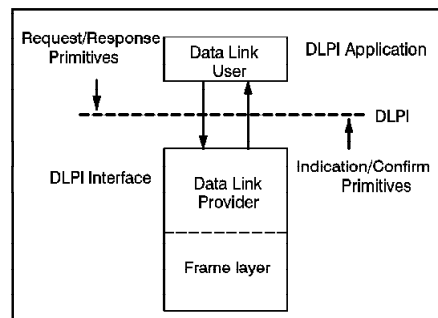 Request/Response
Primitives
Data Link
User
DLPI Application
DLPI
DLPI Interface
Data Link
Provider
Indication/Confirm
Primitives
Frame layer